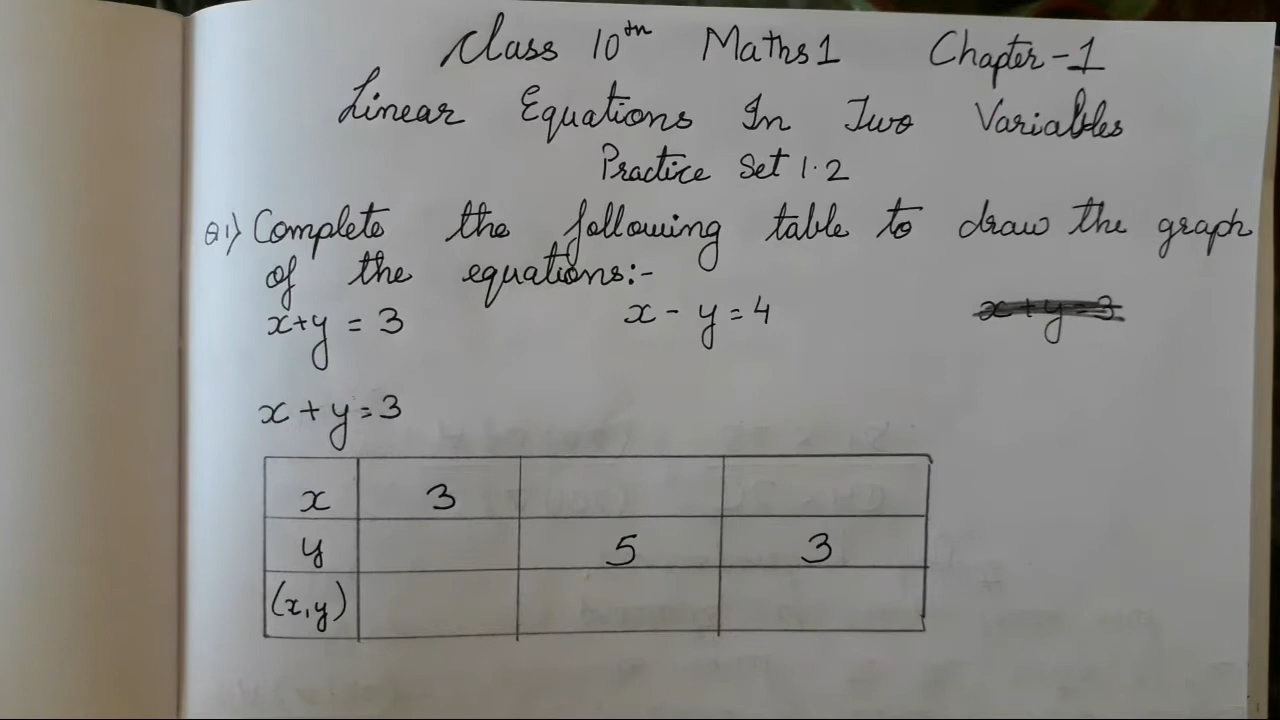 Class 10th Maths 1 Chapter-1
Linear Equations In Two Variables
Practice Set 1.2
Q1) Complete the following table to draw the graph
of the equations:-
x+y = 3 x - y = 4 x + y = 3
x + y = 3
x 3
y 5 3
(x,y)